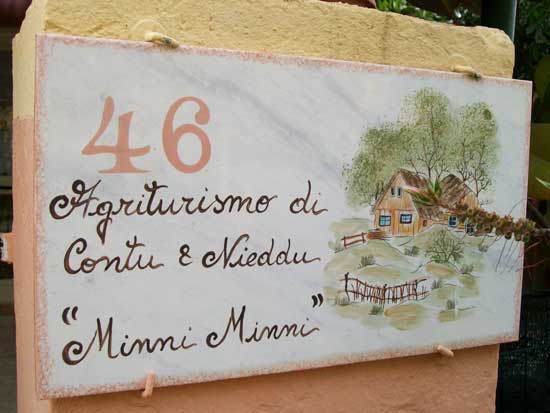 46
Agriturismo di
Contu & Nieddu
"Minni Minni"